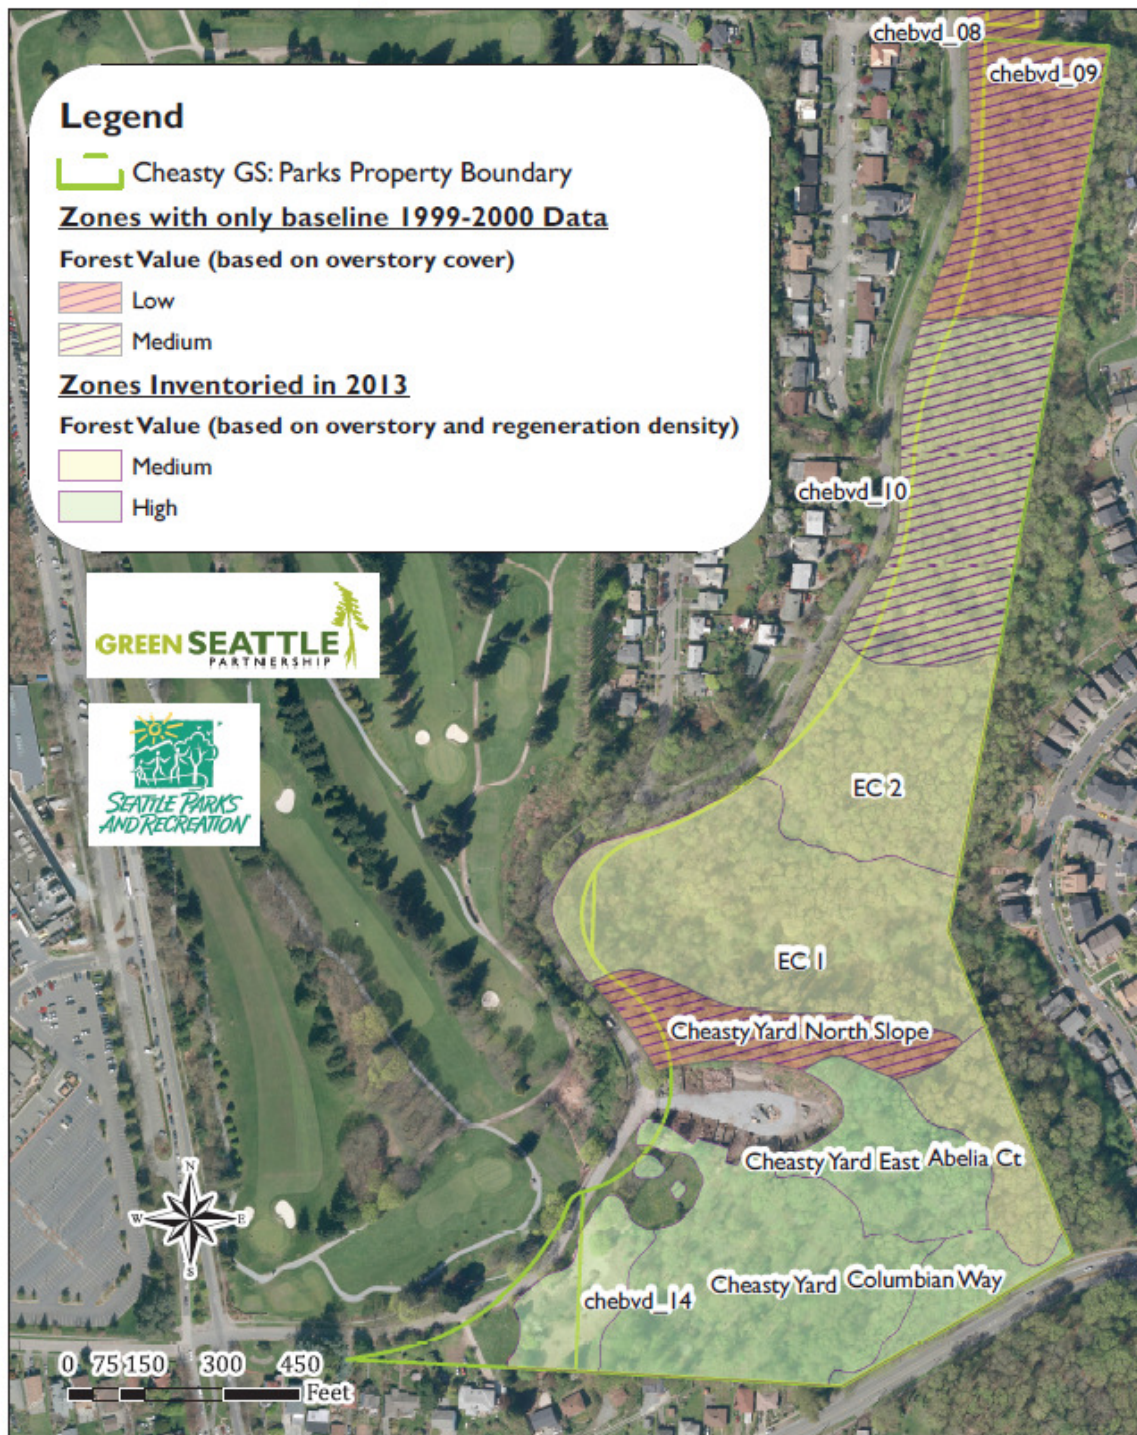 chebvd_08
chebvd_09
Legend
Cheasty GS: Parks Property Boundary
Zones with only baseline 1999-2000 Data
Forest Value (based on overstory cover)
Low
Medium
Zones Inventoried in 2013
Forest Value (based on overstory and regeneration density)
Medium
High
chebvd_10
GREEN SEATTLE
PARTNERSHIP
SEATTLE PARKS
AND RECREATION
EC 2
EC 1
Cheasty Yard North Slope
Cheasty Yard East
Abelia Ct
N
W E
S
Cheasty Yard
Columbian Way
chebvd_14
0 75 150 300 450
Feet